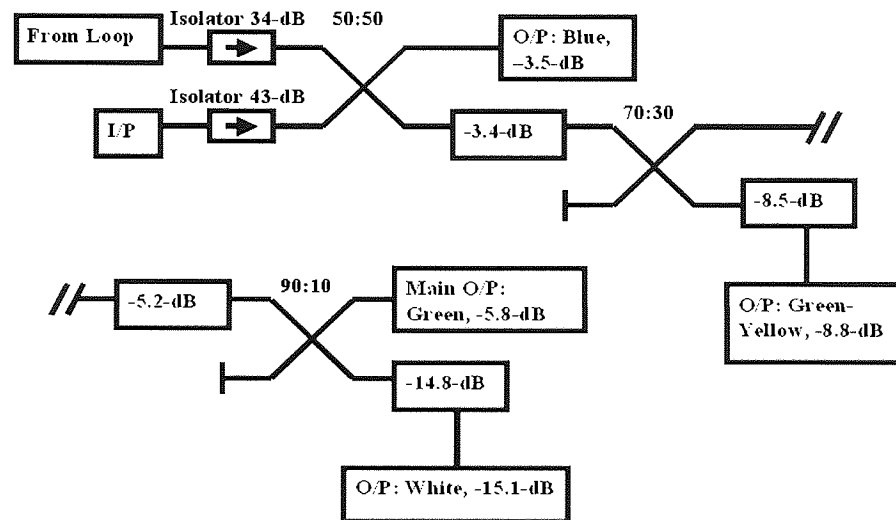 Isolator 34-dB
50:50
From Loop
O/P: Blue,
-3.5-dB
Isolator 43-dB
I/P
-3.4-dB
70:30
-8.5-dB
-5.2-dB
90:10
Main O/P:
Green, -5.8-dB
O/P: Green-
Yellow, -8.8-dB
-14.8-dB
O/P: White, -15.1-dB